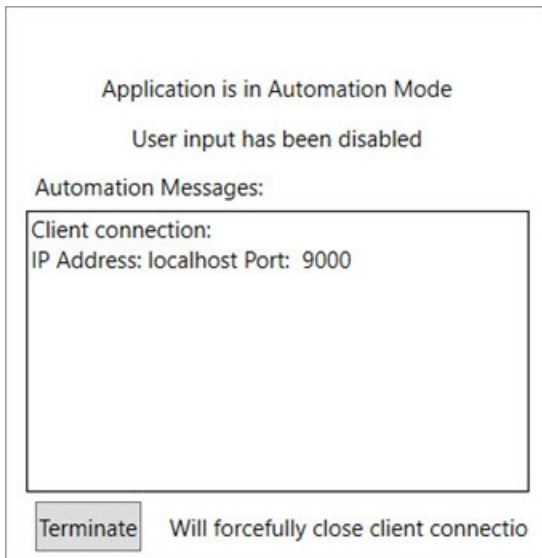 Application is in Automation Mode
User input has been disabled
Automation Messages:
Client connection:
IP Address: localhost Port: 9000
Terminate Will forcefully close client connectio